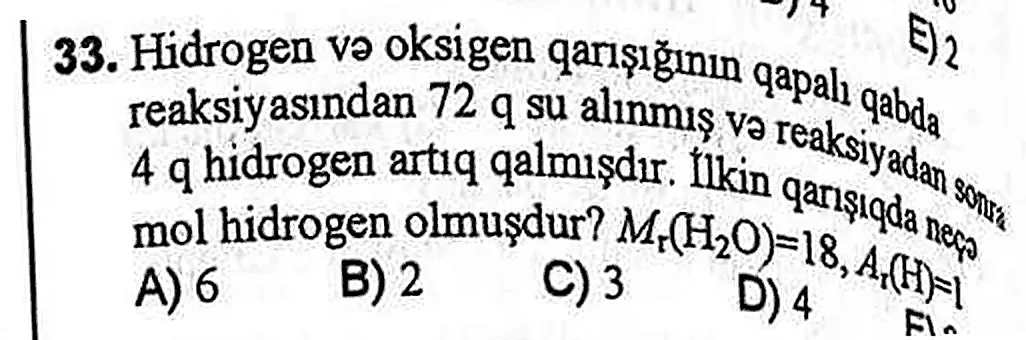 E) 2
33. Hidrogen və oksigen qarışığının qapalı qabda
reaksiyasından 72 q su alınmış və reaksiyadan sonra
4 q hidrogen artıq qalmışdır. İlkin qarışıqda neçə
mol hidrogen olmuşdur? Mᵣ(H₂O)=18, Aᵣ(H)=1
A) 6 B) 2 C) 3 D) 4